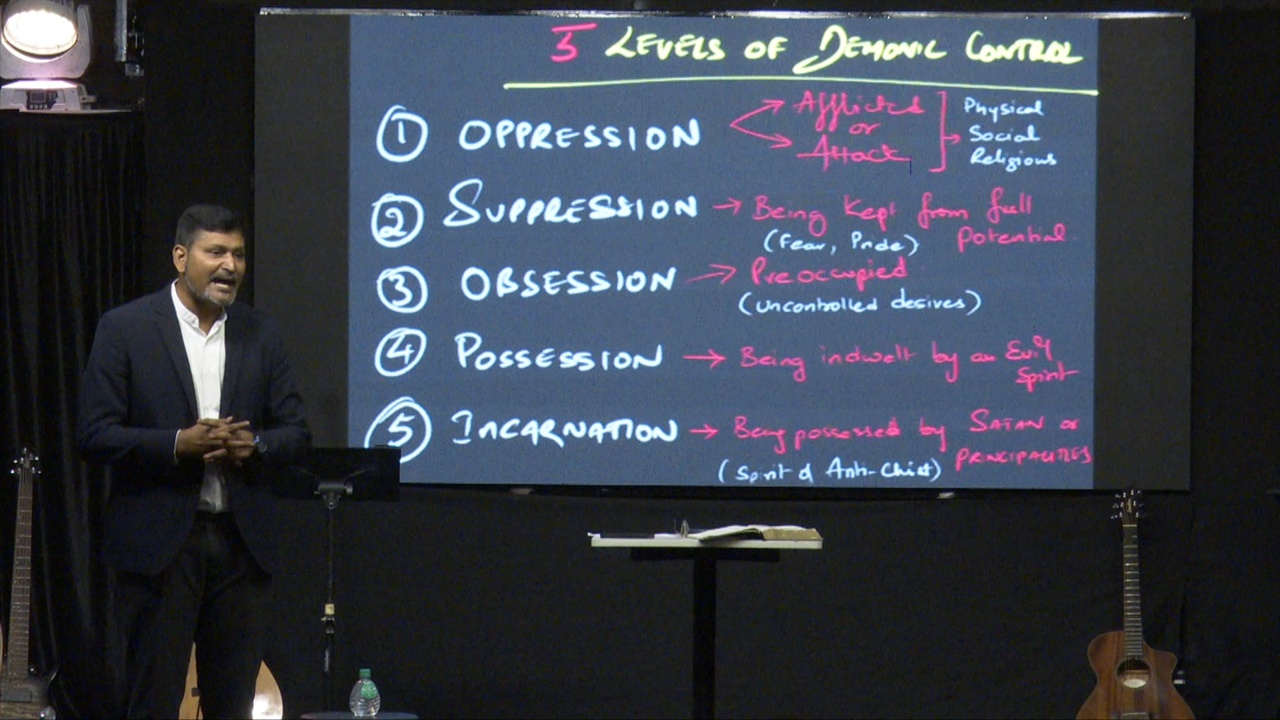 5 LEVELS OF DEMONIC CONTROL
① OPPRESSION → Afflicted or Attack → Physical Social Religious
② SUPPRESSION → Being Kept from full potential
(Fear, Pride)
③ OBSESSION → Preoccupied
(uncontrolled desires)
④ POSSESSION → Being indwelt by an Evil Spirit
⑤ INCARNATION → Being possessed by SATAN or PRINCIPALITIES
(Spirit of Anti-Christ)